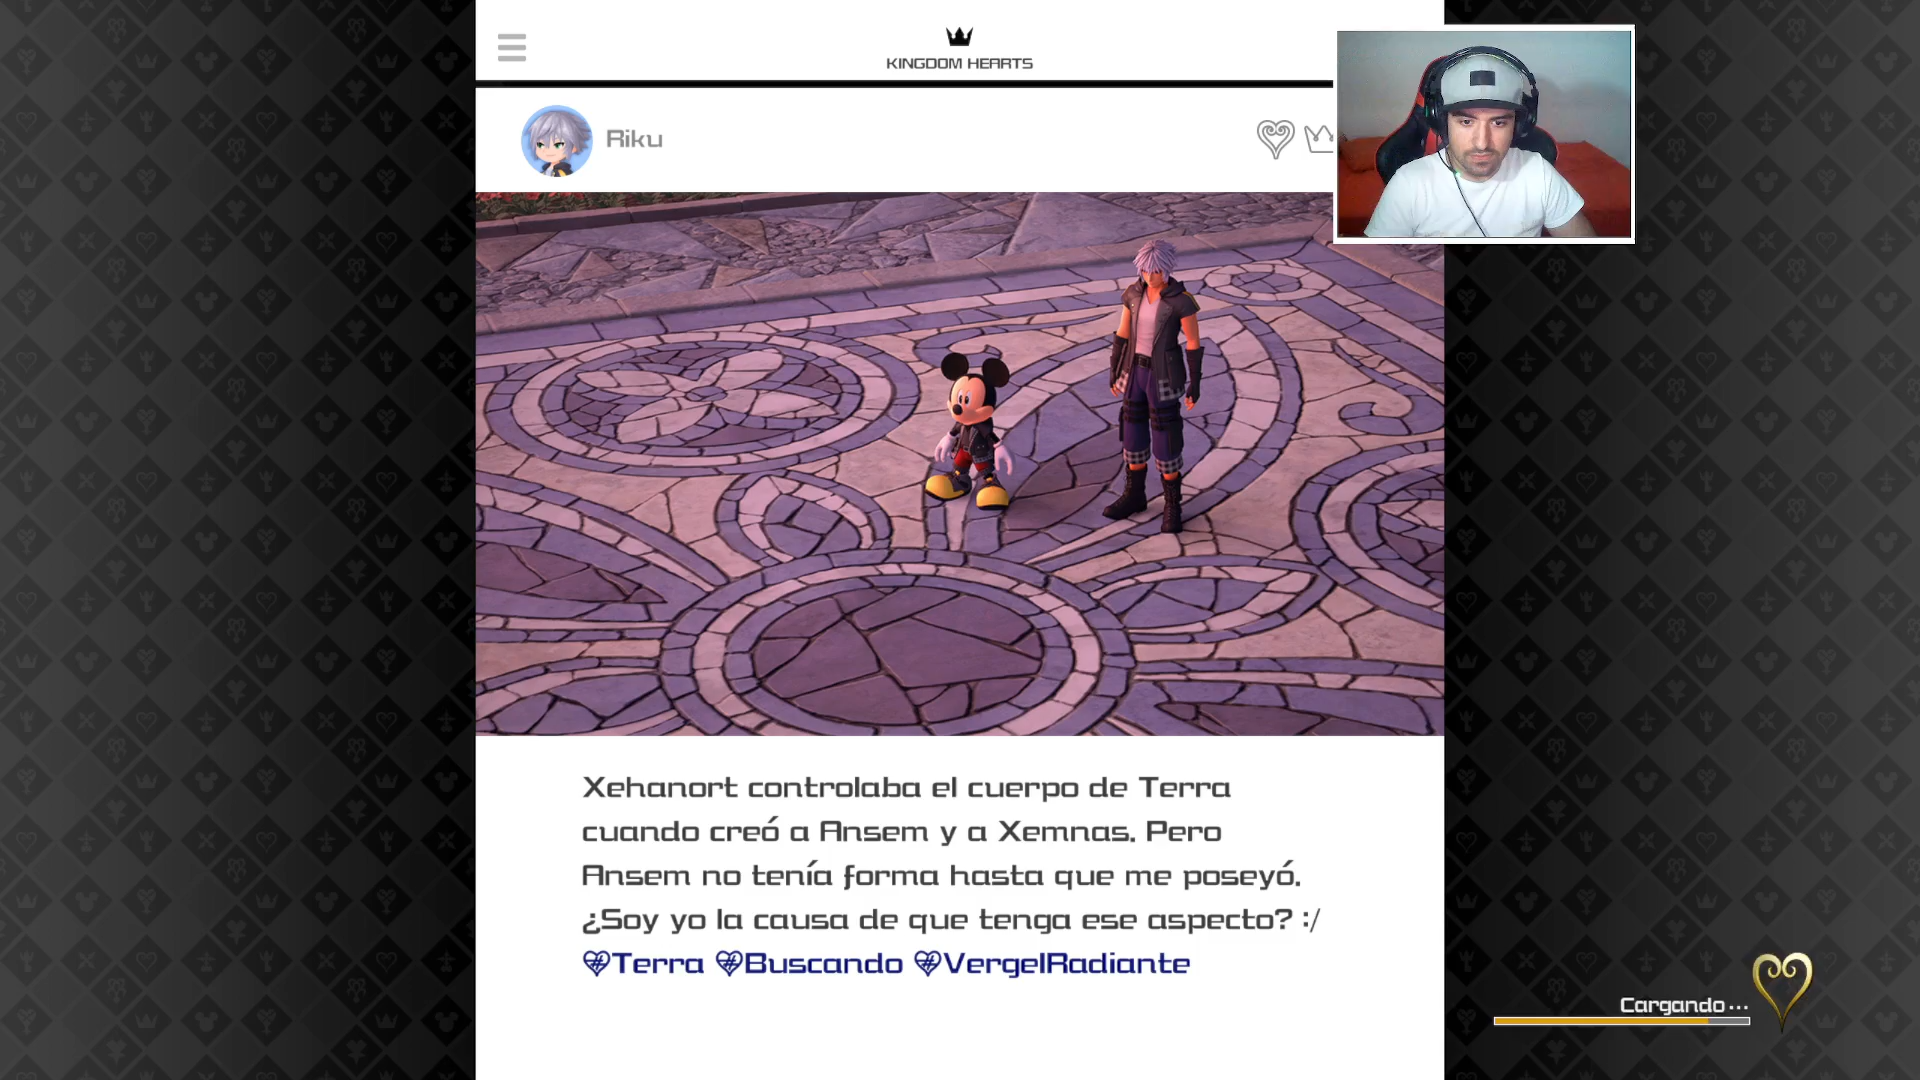 KINGDOM HEARTS
Riku
Xehanort controlaba el cuerpo de Terra
cuando creó a Ansem y a Xemnas. Pero
Ansem no tenía forma hasta que me poseyó.
¿Soy yo la causa de que tenga ese aspecto? :/
#Terra #Buscando #VergelRadiante
Cargando...